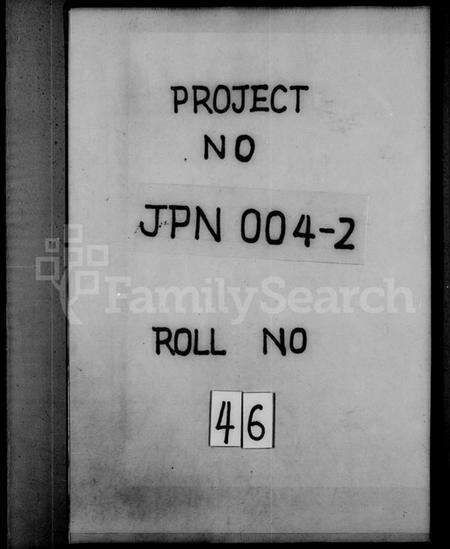 PROJECT
NO
JPN 004-2
FamilySearch
ROLL NO
46